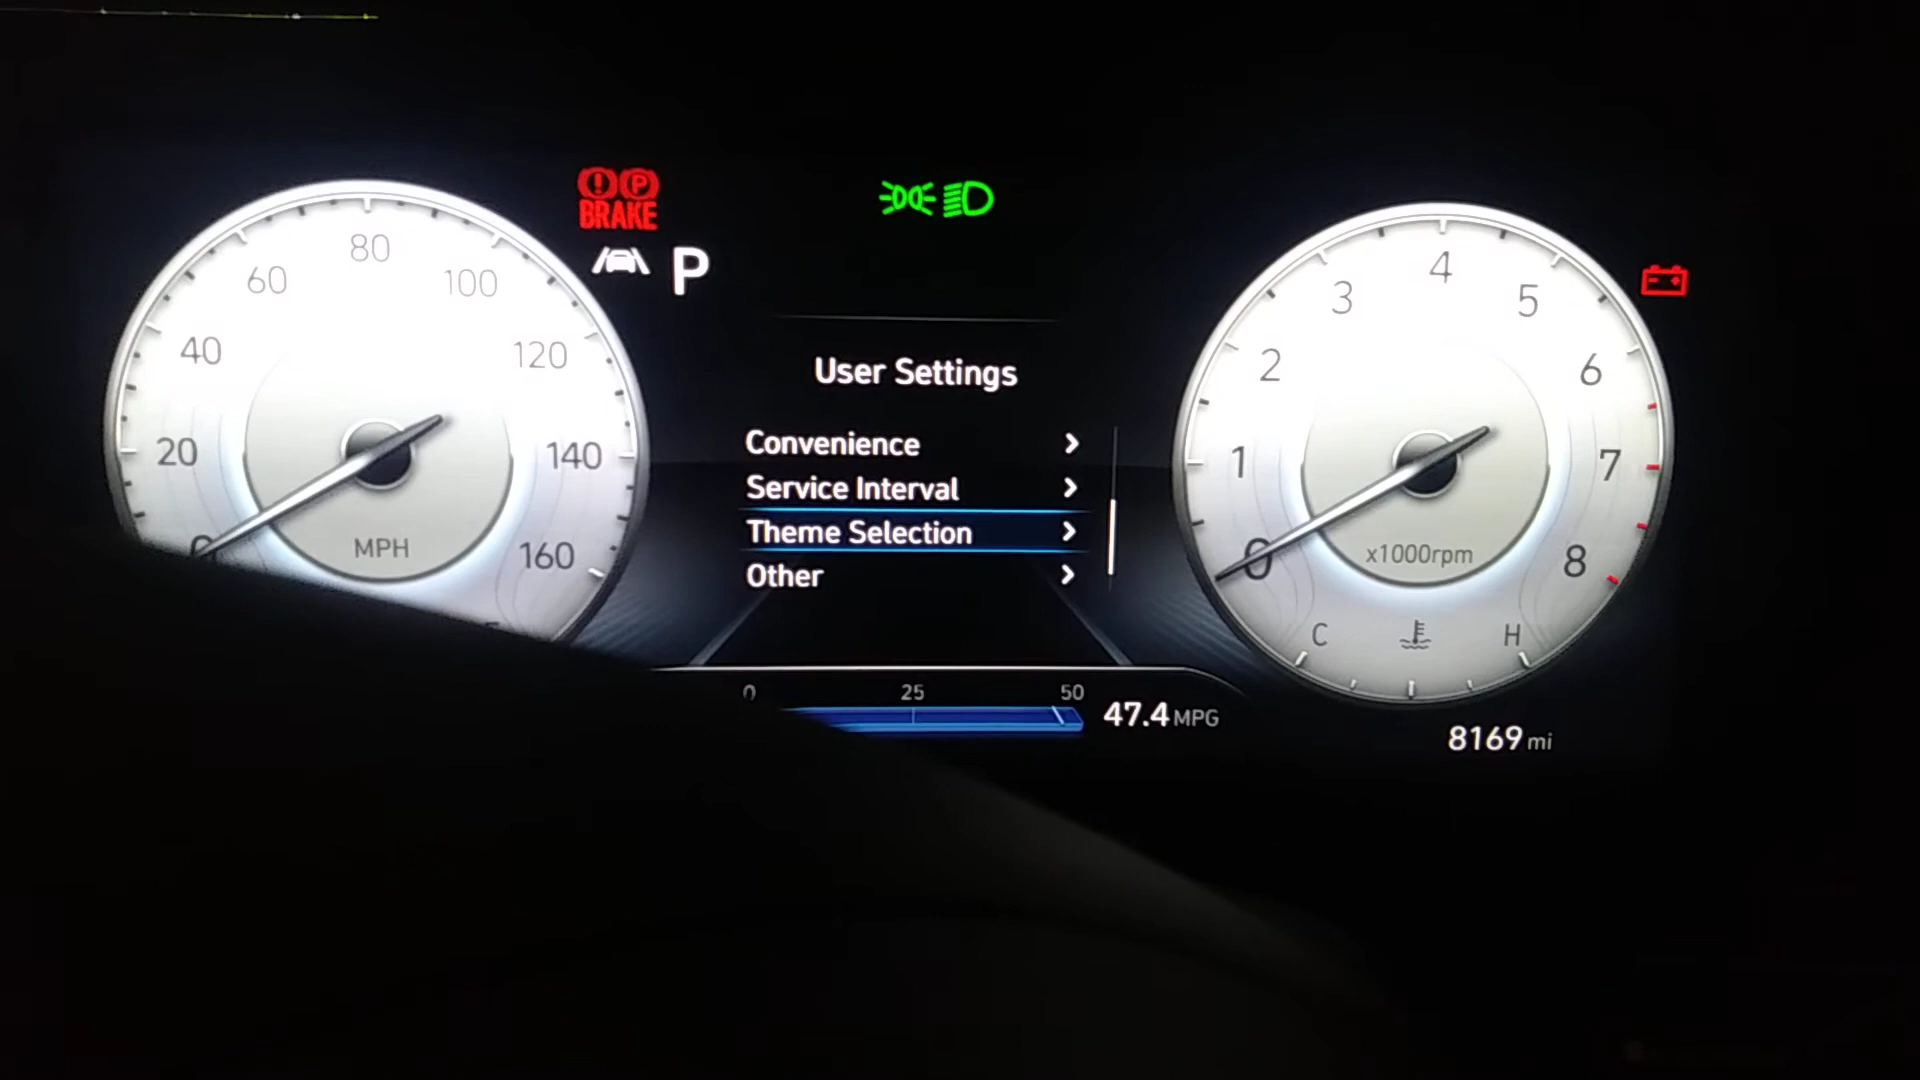 BRAKE
P
User Settings
Convenience
Service Interval
Theme Selection
Other
0
20
40
60
80
100
120
140
160
MPH
0
1
2
3
4
5
6
7
8
x1000rpm
C
H
0
25
50
47.4 MPG
8169 mi